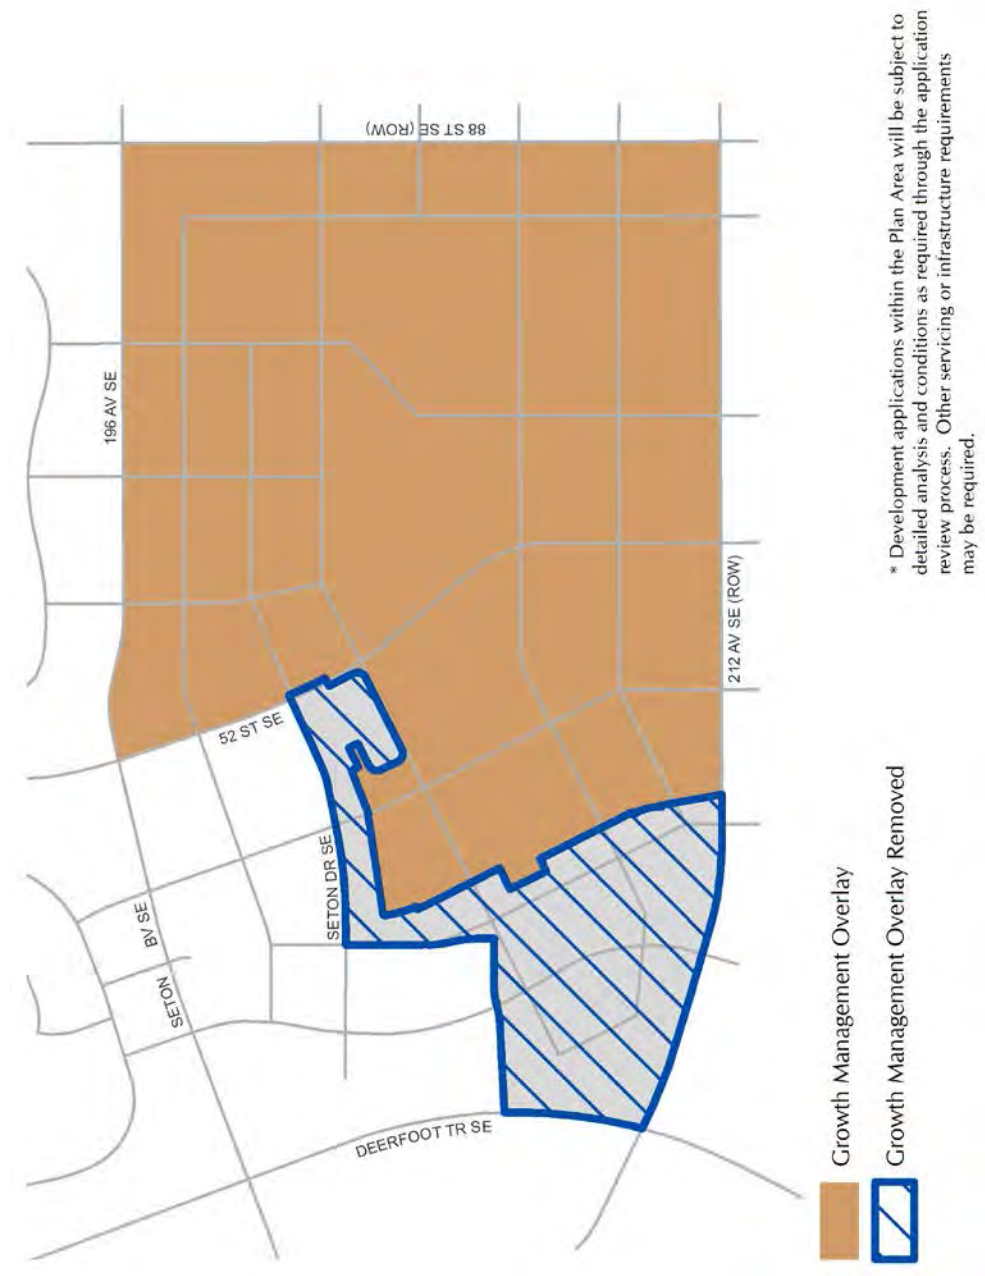 196 AV SE
88 ST SE (ROW)
52 ST SE
SETON DR SE
SETON BV SE
DEERFOOT TR SE
212 AV SE (ROW)
Growth Management Overlay
Growth Management Overlay Removed
* Development applications within the Plan Area will be subject to
detailed analysis and conditions as required through the application
review process.  Other servicing or infrastructure requirements
may be required.